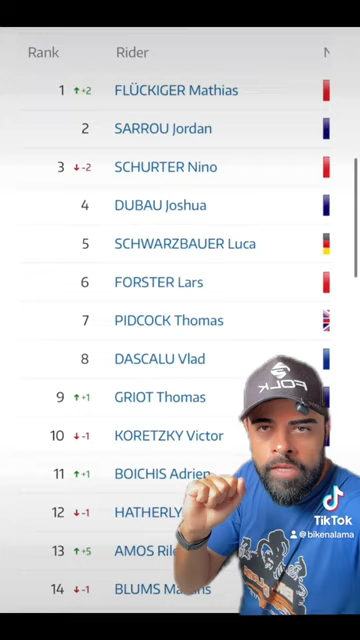 Rank Rider N
1 +2 FLÜCKIGER Mathias
2 SARROU Jordan
3 -2 SCHURTER Nino
4 DUBAU Joshua
5 SCHWARZBAUER Luca
6 FORSTER Lars
7 PIDCOCK Thomas
8 DASCALU Vlad
9 +1 GRIOT Thomas
10 -1 KORETZKY Victor
11 +1 BOICHIS Adrien
12 -1 HATHERLY
13 +5 AMOS
14 -1 BLUMS
FOLK
TikTok
@bikenalama